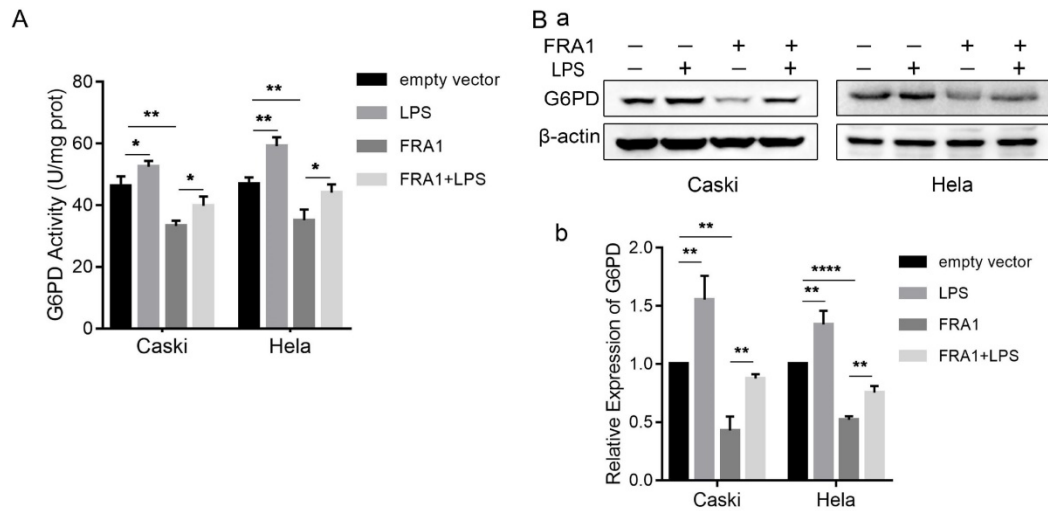 A
G6PD Activity (U/mg prot)
80
60
40
20
0
** **
* ** * *
Caski Hela
empty vector
LPS
FRA1
FRA1+LPS
B a
FRA1 – – + + – – + +
LPS – + – + – + – +
G6PD
β-actin
Caski Hela
b
Relative Expression of G6PD
2.0
1.5
1.0
0.5
0.0
** ****
** ** ** **
Caski Hela
empty vector
LPS
FRA1
FRA1+LPS